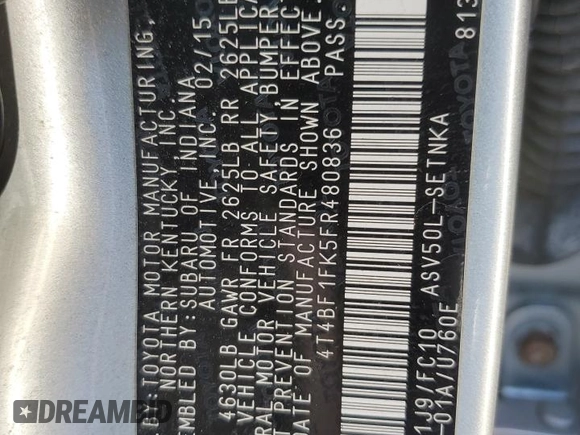 TOYOTA MOTOR MANUFACTURING,
NORTHERN KENTUCKY INC.
MBLED BY: SUBARU OF INDIANA
AUTOMOTIVE, INC. 02/15
4630LB GAWR FR 2625LB RR 2625LB
VEHICLE CONFORMS TO ALL APPLICA
ERAL MOTOR VEHICLE SAFETY, BUMPER
T PREVENTION STANDARDS IN EFFECT
DATE OF MANUFACTURE SHOWN ABOVE.
4T4BF1FK5FR480836 PASS.
813
1J9/FC10 ASV50L-SETNKA
-01A/U760E
DREAMBID